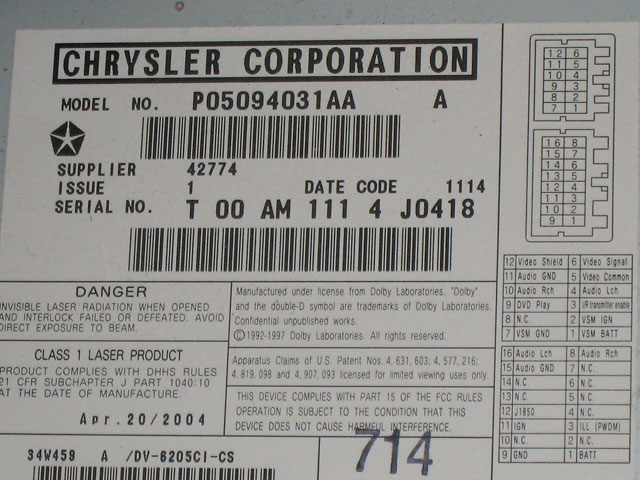 CHRYSLER CORPORATION
MODEL NO. P05094031AA A
SUPPLIER 42774
ISSUE 1 DATE CODE 1114
SERIAL NO. T 00 AM 111 4 J0418
DANGER
INVISIBLE LASER RADIATION WHEN OPENED
AND INTERLOCK FAILED OR DEFEATED. AVOID
DIRECT EXPOSURE TO BEAM.
CLASS 1 LASER PRODUCT
PRODUCT COMPLIES WITH DHHS RULES
21 CFR SUBCHAPTER J PART 1040:10
AT THE DATE OF MANUFACTURE.
Apr.20/2004
Manufactured under license from Dolby Laboratories. "Dolby"
and the double-D symbol are trademarks of Dolby Laboratories.
Confidential unpublished works.
©1992-1997 Dolby Laboratories. All rights reserved.
Apparatus Claims of U.S. Patent Nos. 4, 631, 603; 4, 577, 216;
4, 819, 098 and 4, 907, 093 licensed for limited viewing uses only.
THIS DEVICE COMPLIES WITH PART 15 OF THE FCC RULES
OPERATION IS SUBJECT TO THE CONDITION THAT THIS
DEVICE DOES NOT CAUSE HARMFUL INTERFERENCE.
34W459 A /DV-6205CI-CS
714
12 6
11 5
10 4
9 3
8 2
7 1
16 8
15 7
14 6
13 5
12 4
11 3
10 2
9 1
12 Video Shield 6 Video Signal
11 Audio GND 5 Video Common
10 Audio Rch 4 Audio Lch
9 DVD Play 3 I/R transmitter enable
8 N.C. 2 VSM IGN
7 VSM GND 1 VSM BATT
16 Audio Lch 8 Audio Rch
15 Audio GND 7 N.C.
14 N.C. 6 N.C.
13 N.C. 5 N.C.
12 J1850 4 N.C.
11 IGN 3 ILL (PWDM)
10 N.C. 2 N.C.
9 GND 1 BATT